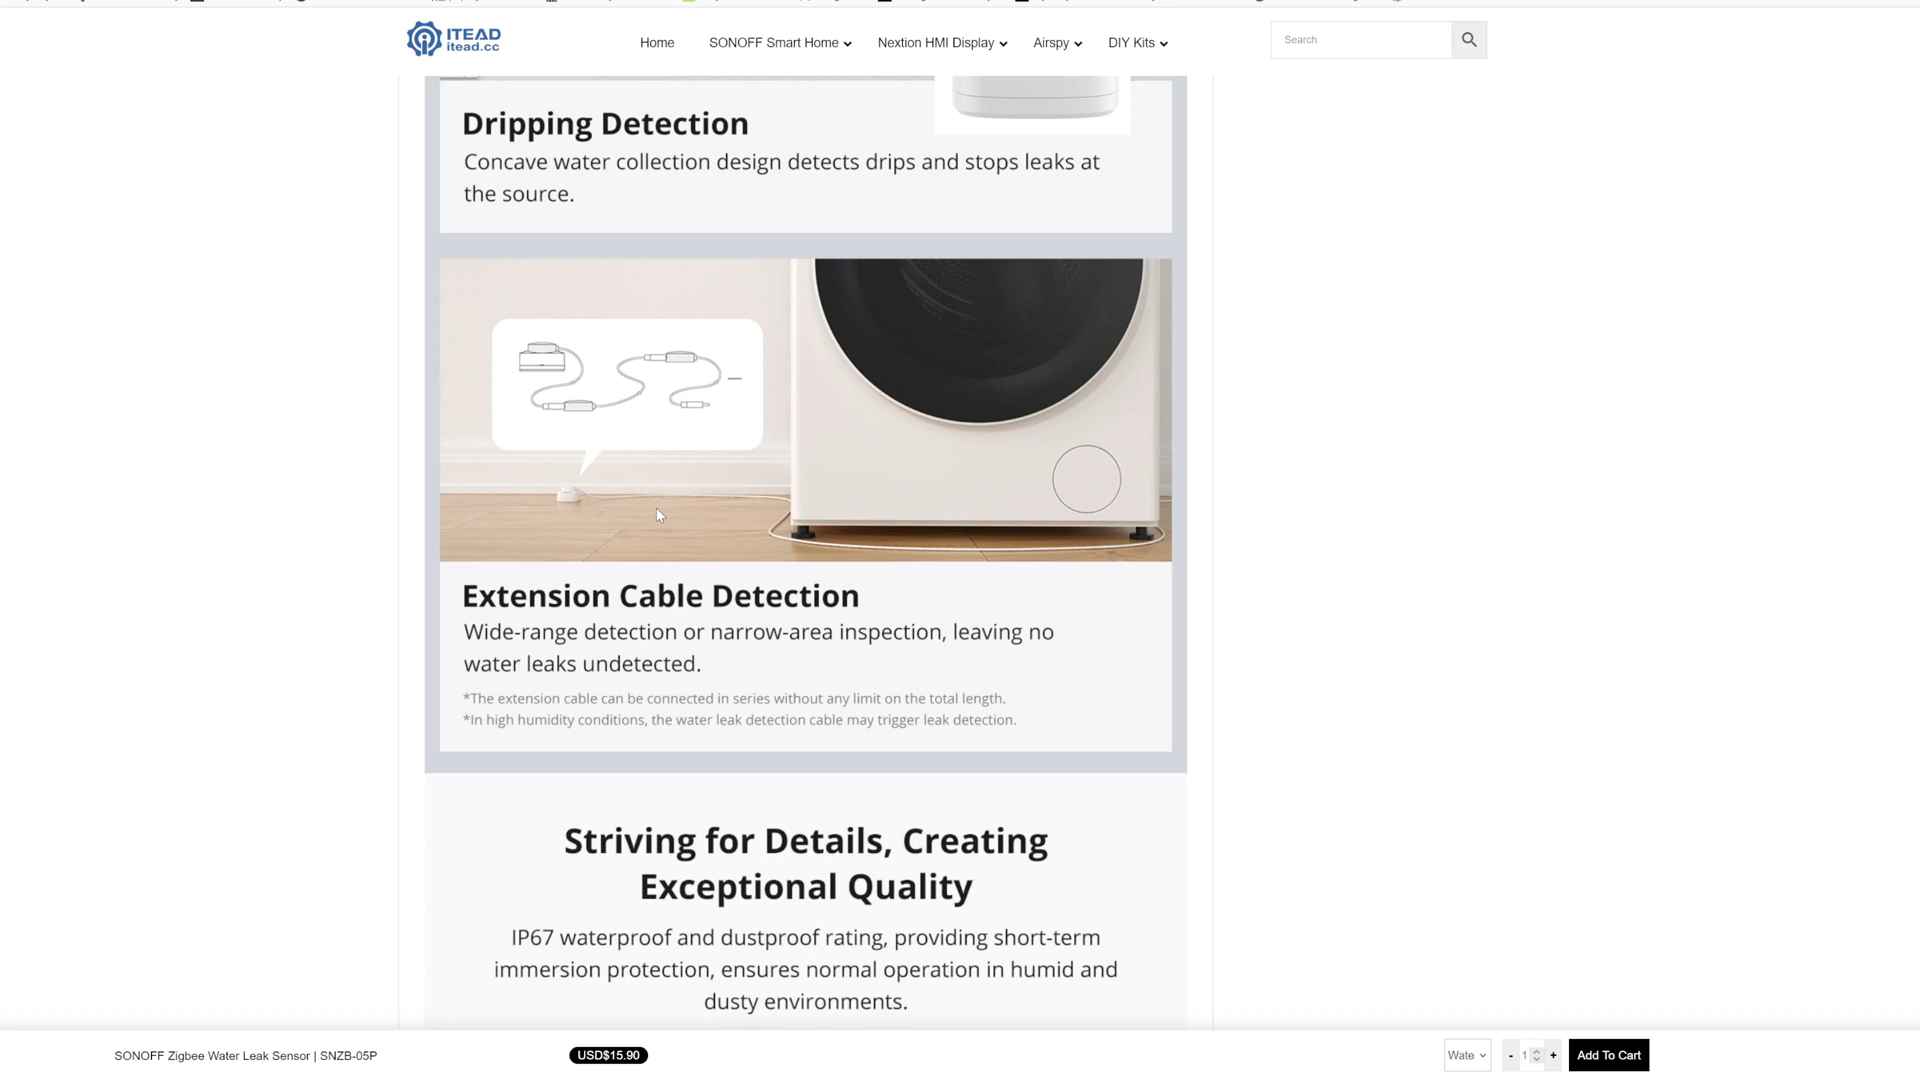 ITEAD
itead.cc
Home
SONOFF Smart Home
Nextion HMI Display
Airspy
DIY Kits
Search
Dripping Detection
Concave water collection design detects drips and stops leaks at
the source.
Extension Cable Detection
Wide-range detection or narrow-area inspection, leaving no
water leaks undetected.
*The extension cable can be connected in series without any limit on the total length.
*In high humidity conditions, the water leak detection cable may trigger leak detection.
Striving for Details, Creating
Exceptional Quality
IP67 waterproof and dustproof rating, providing short-term
immersion protection, ensures normal operation in humid and
dusty environments.
SONOFF Zigbee Water Leak Sensor | SNZB-05P
USD$15.90
Wate
- 1 +
Add To Cart